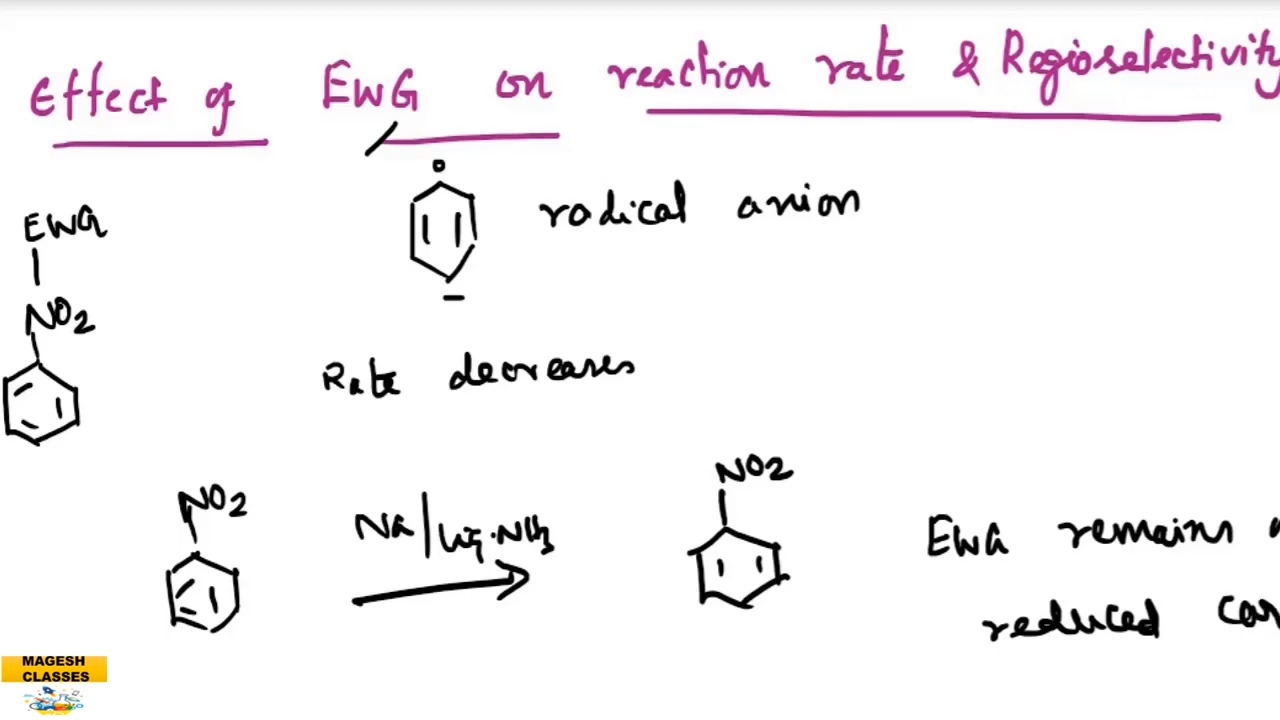 Effect of EWG on reaction rate & Regioselectivity
radical anion
EWG
NO2
Rate decreases
NO2
Na/liq.NH3
NO2
EWG remains
reduced
MAGESH
CLASSES